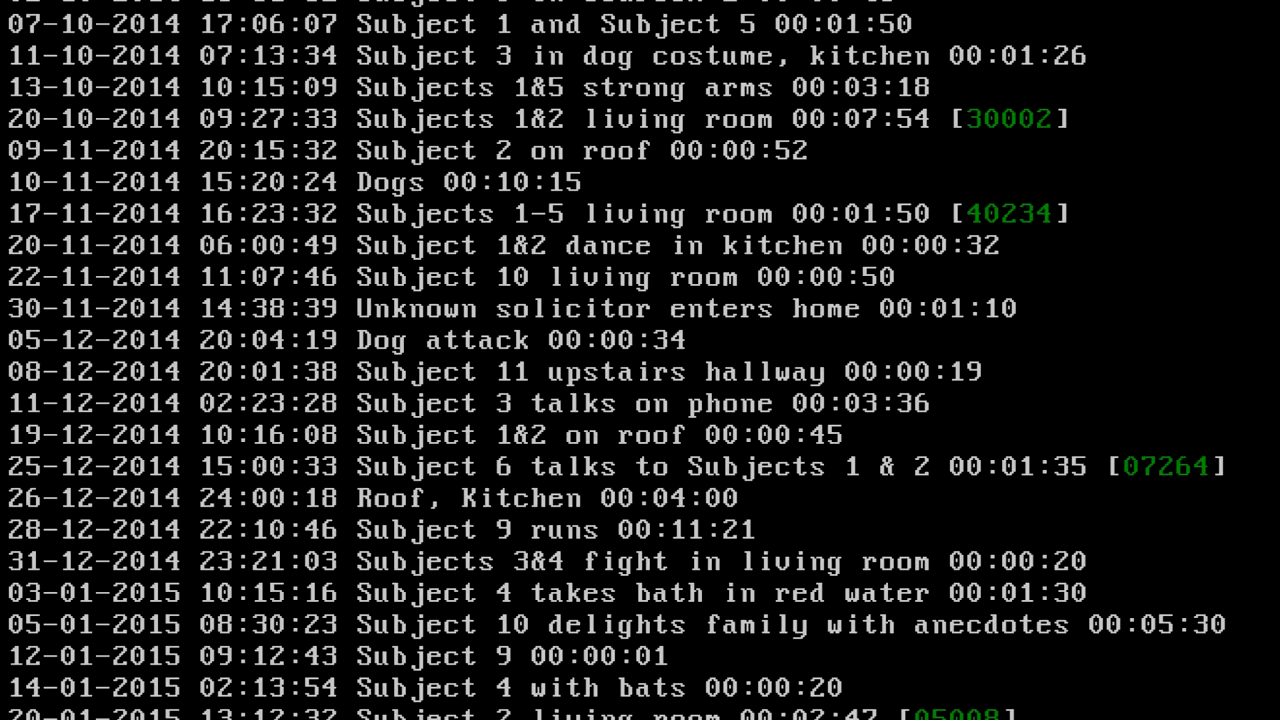 07-10-2014 17:06:07 Subject 1 and Subject 5 00:01:50
11-10-2014 07:13:34 Subject 3 in dog costume, kitchen 00:01:26
13-10-2014 10:15:09 Subjects 1&5 strong arms 00:03:18
20-10-2014 09:27:33 Subjects 1&2 living room 00:07:54 [30002]
09-11-2014 20:15:32 Subject 2 on roof 00:00:52
10-11-2014 15:20:24 Dogs 00:10:15
17-11-2014 16:23:32 Subjects 1-5 living room 00:01:50 [40234]
20-11-2014 06:00:49 Subject 1&2 dance in kitchen 00:00:32
22-11-2014 11:07:46 Subject 10 living room 00:00:50
30-11-2014 14:38:39 Unknown solicitor enters home 00:01:10
05-12-2014 20:04:19 Dog attack 00:00:34
08-12-2014 20:01:38 Subject 11 upstairs hallway 00:00:19
11-12-2014 02:23:28 Subject 3 talks on phone 00:03:36
19-12-2014 10:16:08 Subject 1&2 on roof 00:00:45
25-12-2014 15:00:33 Subject 6 talks to Subjects 1 & 2 00:01:35 [07264]
26-12-2014 24:00:18 Roof, Kitchen 00:04:00
28-12-2014 22:10:46 Subject 9 runs 00:11:21
31-12-2014 23:21:03 Subjects 3&4 fight in living room 00:00:20
03-01-2015 10:15:16 Subject 4 takes bath in red water 00:01:30
05-01-2015 08:30:23 Subject 10 delights family with anecdotes 00:05:30
12-01-2015 09:12:43 Subject 9 00:00:01
14-01-2015 02:13:54 Subject 4 with bats 00:00:20
20-01-2015 13:12:32 Subject 2 living room 00:02:47 [05008]